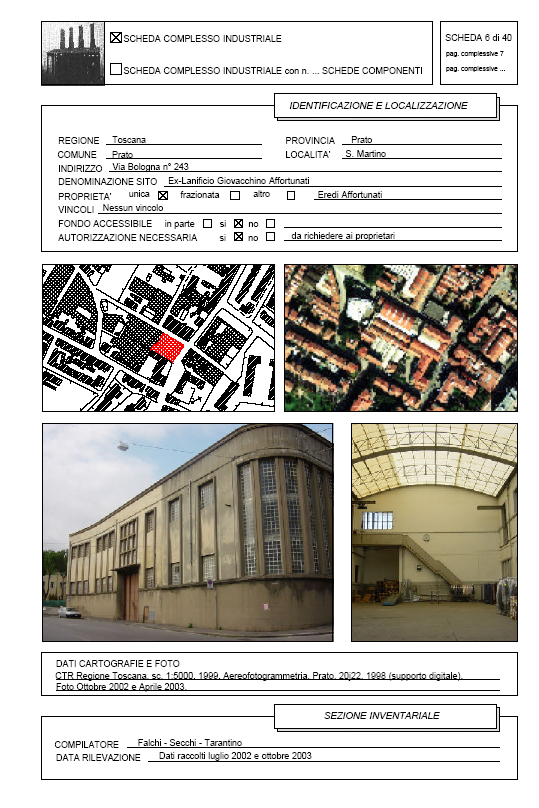 SCHEDA COMPLESSO INDUSTRIALE
SCHEDA COMPLESSO INDUSTRIALE con n. ... SCHEDE COMPONENTI
SCHEDA 6 di 40
pag. complessive 7
pag. complessive ...
IDENTIFICAZIONE E LOCALIZZAZIONE
REGIONE Toscana PROVINCIA Prato
COMUNE Prato LOCALITA' S. Martino
INDIRIZZO Via Bologna n° 243
DENOMINAZIONE SITO Ex-Lanificio Giovacchino Affortunati
PROPRIETA' unica frazionata altro Eredi Affortunati
VINCOLI Nessun vincolo
FONDO ACCESSIBILE in parte si no
AUTORIZZAZIONE NECESSARIA si no da richiedere ai proprietari
DATI CARTOGRAFIE E FOTO
CTR Regione Toscana, sc. 1:5000, 1999, Aereofotogrammetria, Prato, 20j22, 1998 (supporto digitale).
Foto Ottobre 2002 e Aprile 2003.
SEZIONE INVENTARIALE
COMPILATORE Falchi - Secchi - Tarantino
DATA RILEVAZIONE Dati raccolti luglio 2002 e ottobre 2003